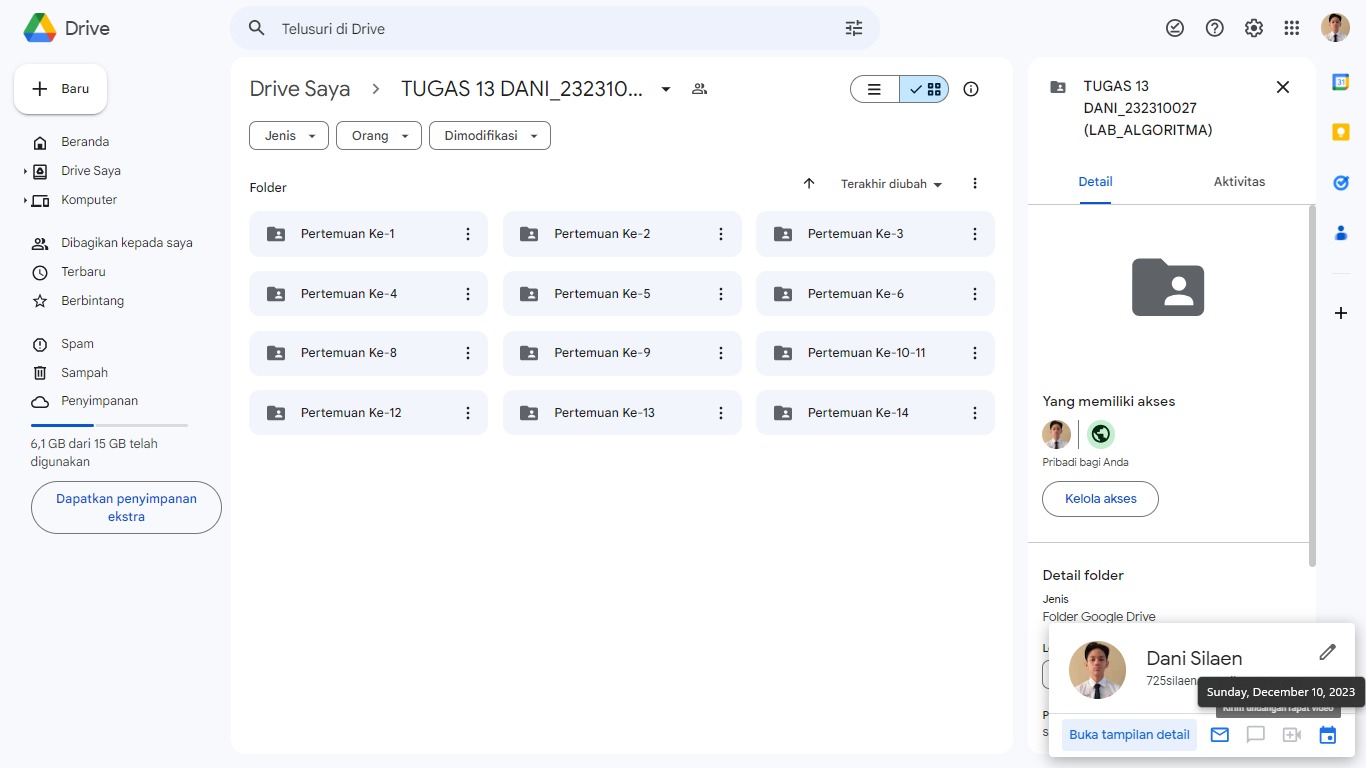 Drive
Telusuri di Drive
Baru
Beranda
Drive Saya
Komputer
Dibagikan kepada saya
Terbaru
Berbintang
Spam
Sampah
Penyimpanan
6,1 GB dari 15 GB telah
digunakan
Dapatkan penyimpanan
ekstra
Drive Saya > TUGAS 13 DANI_232310...
Jenis Orang Dimodifikasi
Folder Terakhir diubah
Pertemuan Ke-1 Pertemuan Ke-2 Pertemuan Ke-3
Pertemuan Ke-4 Pertemuan Ke-5 Pertemuan Ke-6
Pertemuan Ke-8 Pertemuan Ke-9 Pertemuan Ke-10-11
Pertemuan Ke-12 Pertemuan Ke-13 Pertemuan Ke-14
TUGAS 13
DANI_232310027
(LAB_ALGORITMA)
Detail Aktivitas
Yang memiliki akses
Pribadi bagi Anda
Kelola akses
Detail folder
Jenis
Folder Google Drive
Dani Silaen
725silaen
Sunday, December 10, 2023
Kirim undangan rapat video
Buka tampilan detail
31